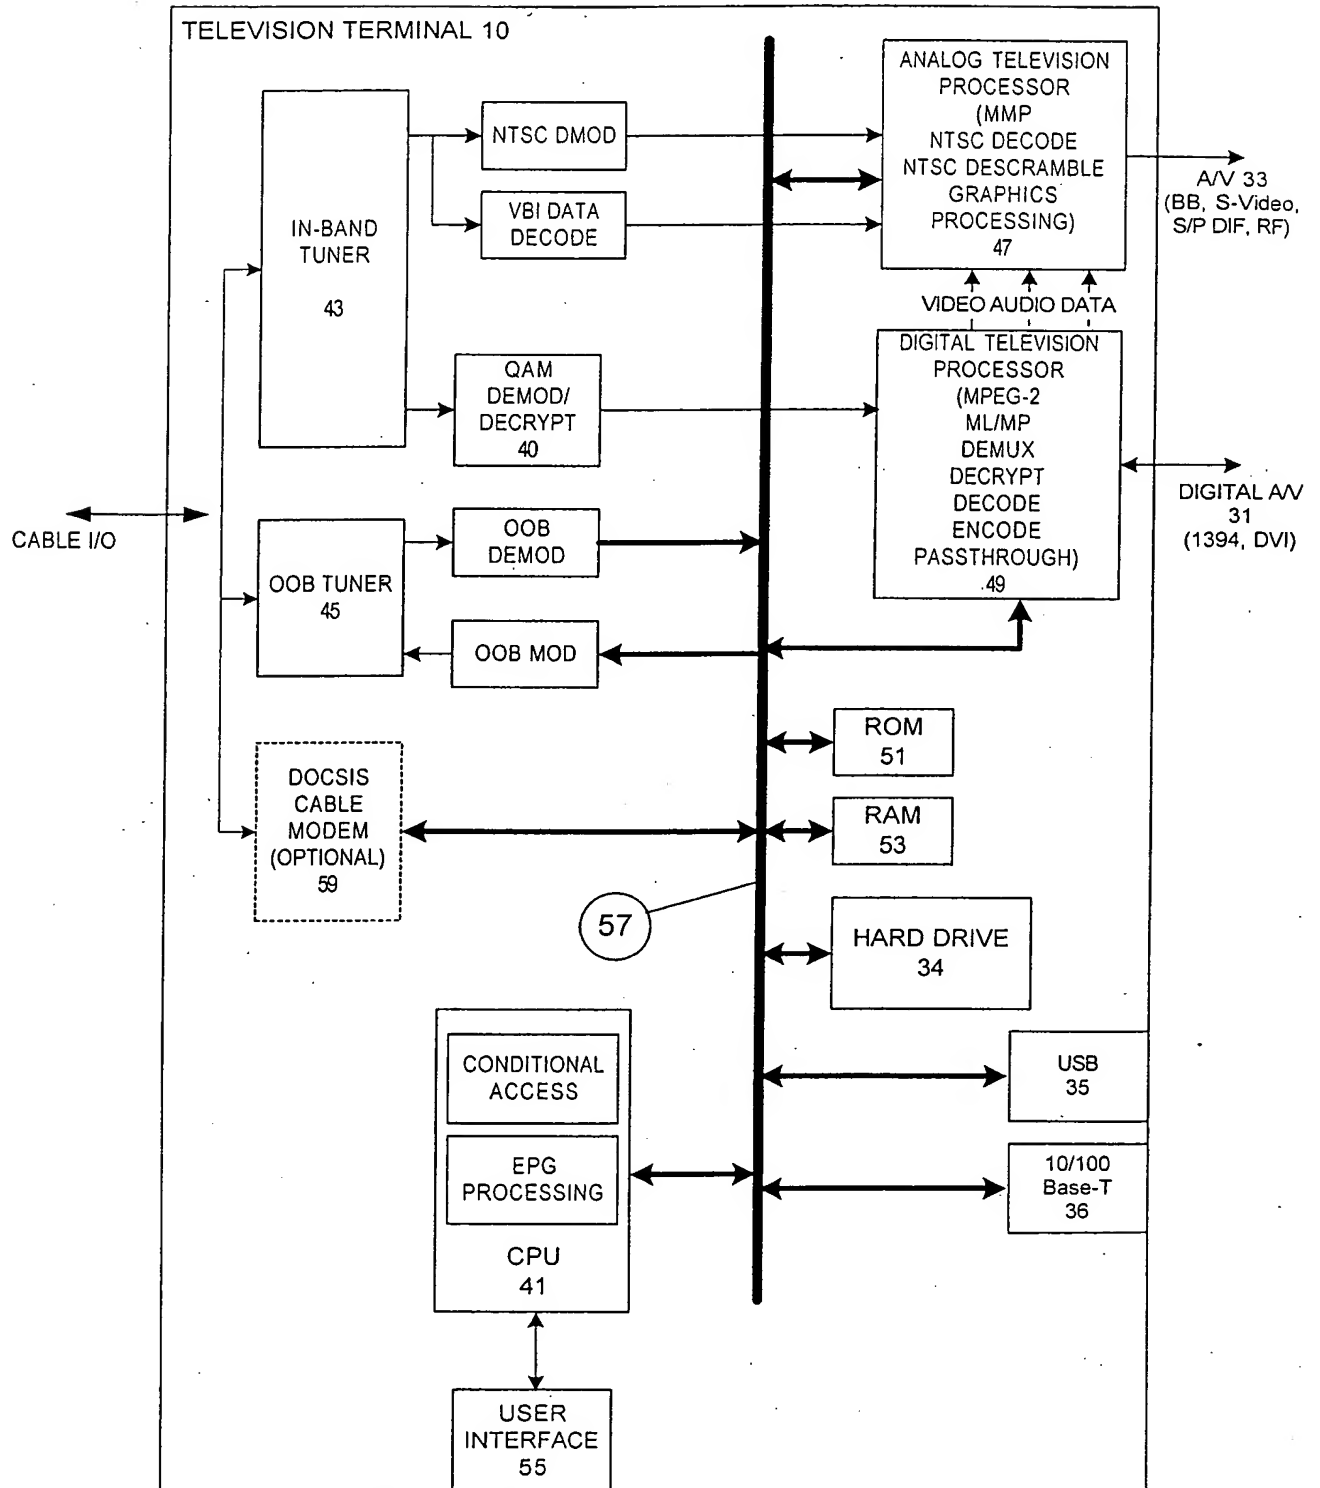 TELEVISION TERMINAL 10
IN-BAND
TUNER
43
NTSC DMOD
VBI DATA
DECODE
ANALOG TELEVISION
PROCESSOR
(MMP
NTSC DECODE
NTSC DESCRAMBLE
GRAPHICS
PROCESSING)
47
A/V 33
(BB, S-Video,
S/P DIF, RF)
VIDEO AUDIO DATA
QAM
DEMOD/
DECRYPT
40
DIGITAL TELEVISION
PROCESSOR
(MPEG-2
ML/MP
DEMUX
DECRYPT
DECODE
ENCODE
PASSTHROUGH)
49
DIGITAL A/V
31
(1394, DVI)
CABLE I/O
OOB TUNER
45
OOB
DEMOD
OOB MOD
DOCSIS
CABLE
MODEM
(OPTIONAL)
59
ROM
51
RAM
53
57
HARD DRIVE
34
CONDITIONAL
ACCESS
EPG
PROCESSING
CPU
41
USB
35
10/100
Base-T
36
USER
INTERFACE
55